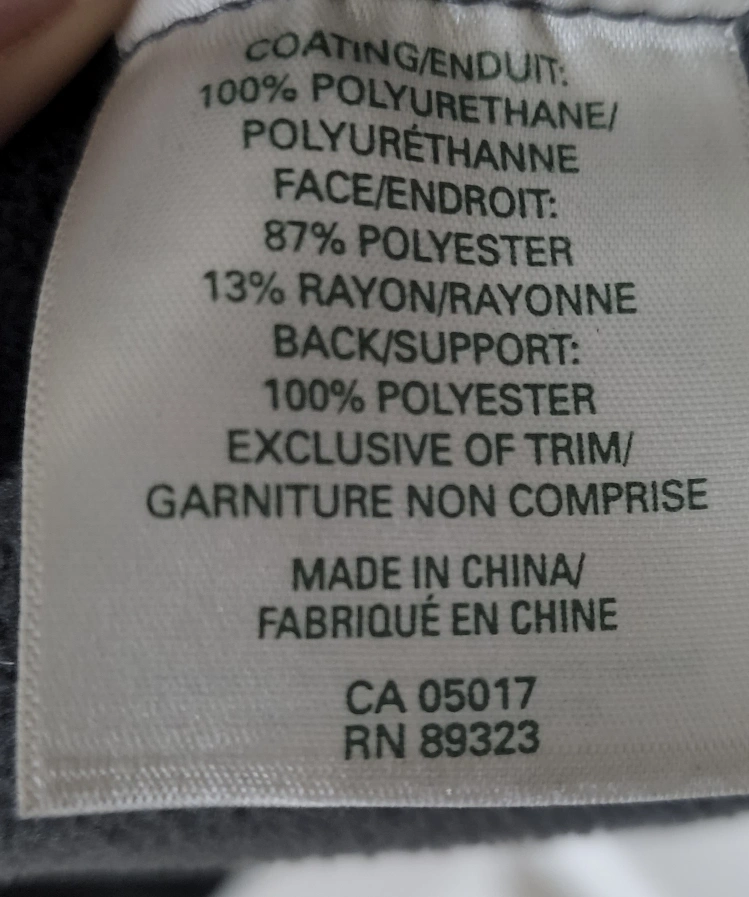 COATING/ENDUIT:
100% POLYURETHANE/
POLYURÉTHANNE
FACE/ENDROIT:
87% POLYESTER
13% RAYON/RAYONNE
BACK/SUPPORT:
100% POLYESTER
EXCLUSIVE OF TRIM/
GARNITURE NON COMPRISE
MADE IN CHINA/
FABRIQUÉ EN CHINE
CA 05017
RN 89323